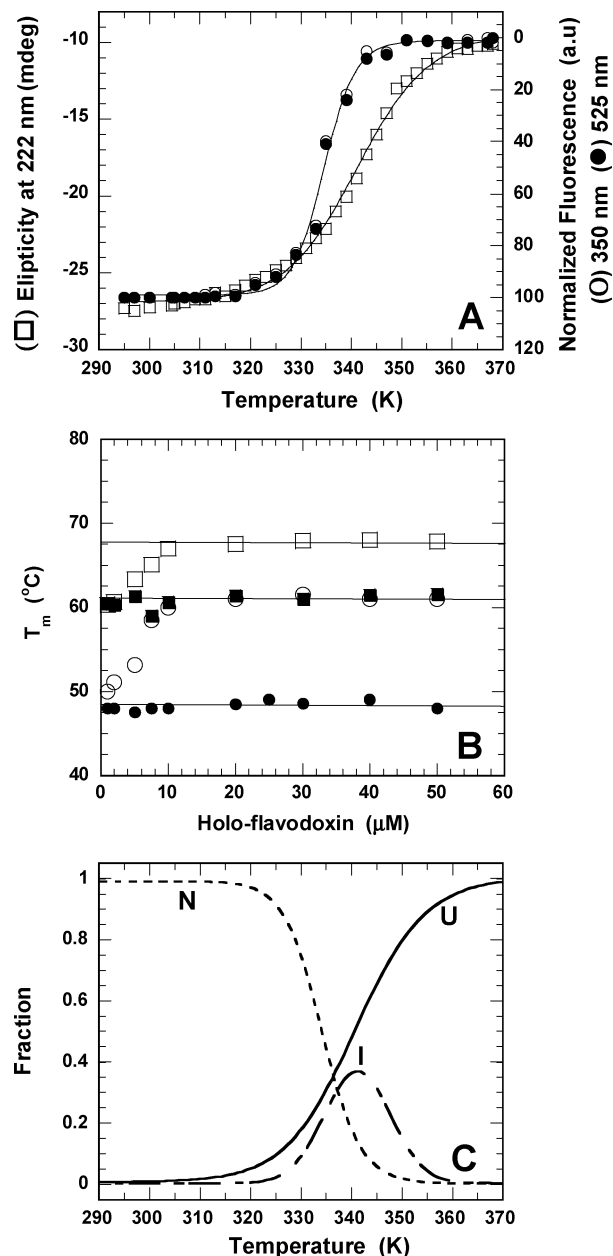 (□) Elipticity at 222 nm (mdeg)
-10
-15
-20
-25
-30
0
20
40
60
80
100
120
Normalized Fluorescence (a.u)
(○) 350 nm (●) 525 nm
A
290 300 310 320 330 340 350 360 370
Temperature (K)
80
70
60
50
40
Tm (°C)
B
0 10 20 30 40 50 60
Holo-flavodoxin (µM)
1
0.8
0.6
0.4
0.2
0
Fraction
N
U
I
C
290 300 310 320 330 340 350 360 370
Temperature (K)